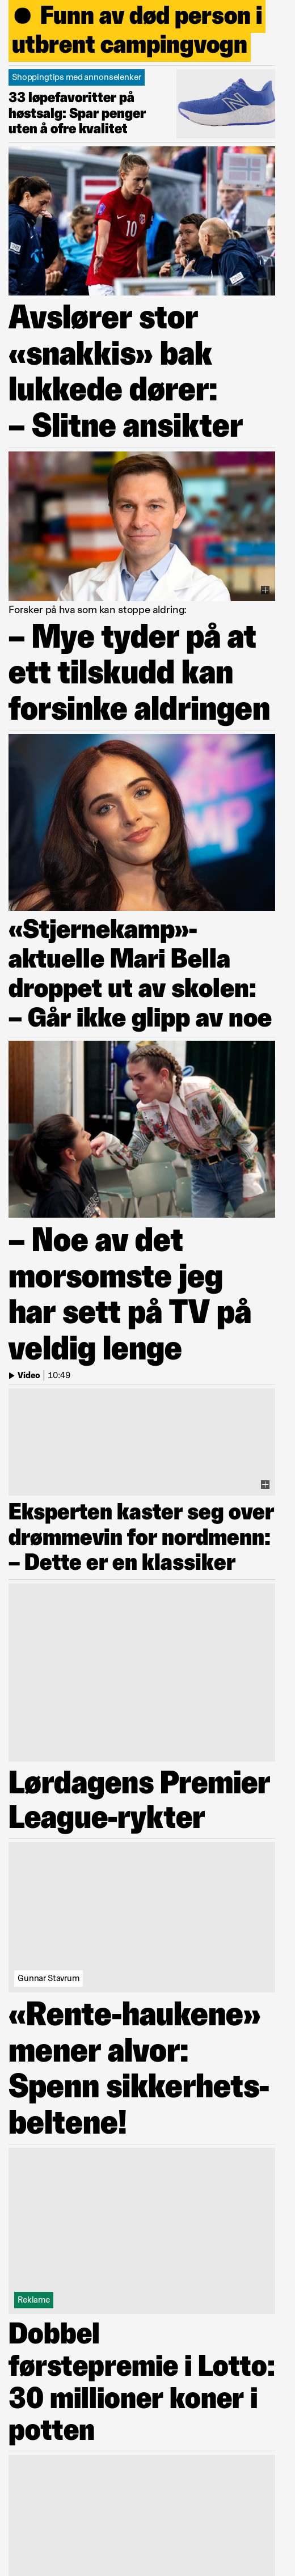 ● Funn av død person i
utbrent campingvogn
Shoppingtips med annonselenker
33 løpefavoritter på
høstsalg: Spar penger
uten å ofre kvalitet
10
Avslører stor
«snakkis» bak
lukkede dører:
– Slitne ansikter
Forsker på hva som kan stoppe aldring:
– Mye tyder på at
ett tilskudd kan
forsinke aldringen
«Stjernekamp»-
aktuelle Mari Bella
droppet ut av skolen:
– Går ikke glipp av noe
– Noe av det
morsomste jeg
har sett på TV på
veldig lenge
Video | 10:49
Eksperten kaster seg over
drømmevin for nordmenn:
– Dette er en klassiker
Lørdagens Premier
League-rykter
Gunnar Stavrum
«Rente-haukene»
mener alvor:
Spenn sikkerhets-
beltene!
Reklame
Dobbel
førstepremie i Lotto:
30 millioner koner i
potten